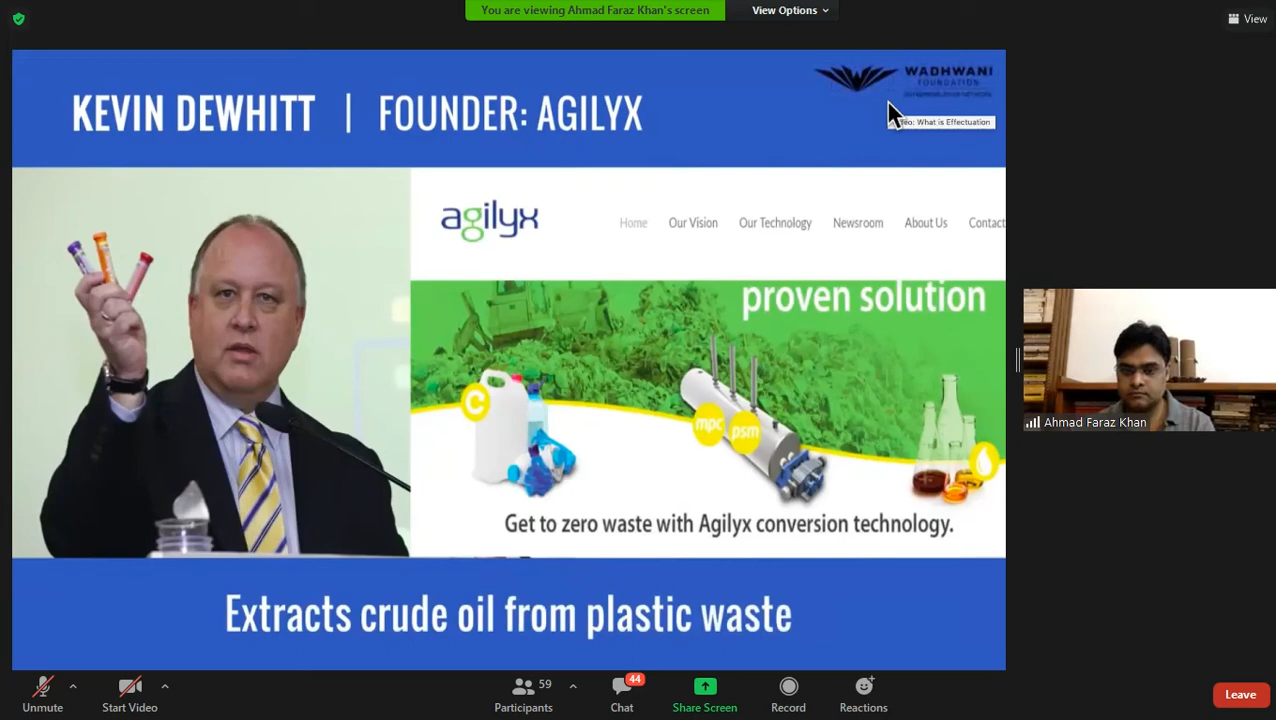 You are viewing Ahmad Faraz Khan's screen
View Options
View
KEVIN DEWHITT | FOUNDER: AGILYX
WADHWANI
FOUNDATION
eo: What is Effectuation
agilyx
Home Our Vision Our Technology Newsroom About Us Contact
proven solution
C
mpc
psm
Get to zero waste with Agilyx conversion technology.
Ahmad Faraz Khan
Extracts crude oil from plastic waste
59
44
Unmute
Start Video
Participants
Chat
Share Screen
Record
Reactions
Leave